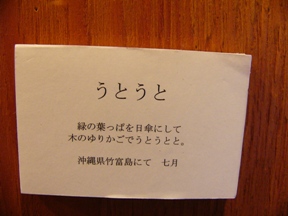 うとうと
緑の葉っぱを日傘にして
木のゆりかごでうとうとと。
沖縄県竹富島にて　七月